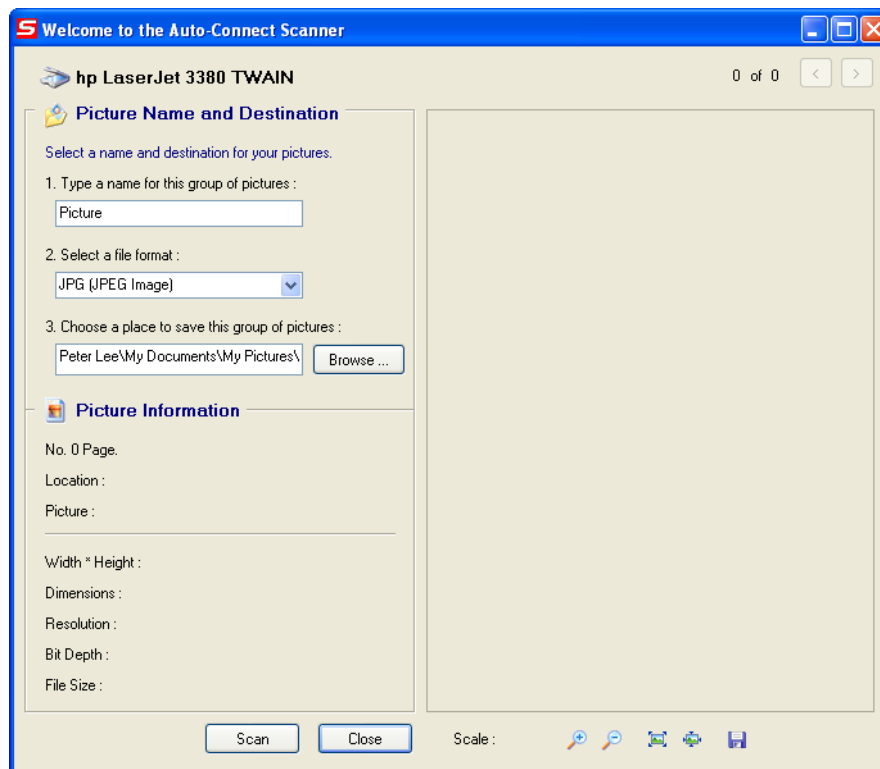 S Welcome to the Auto-Connect Scanner
hp LaserJet 3380 TWAIN
0 of 0 < >
Picture Name and Destination
Select a name and destination for your pictures.
1. Type a name for this group of pictures :
Picture
2. Select a file format :
JPG (JPEG Image)
3. Choose a place to save this group of pictures :
Peter Lee\My Documents\My Pictures\
Browse ...
Picture Information
No. 0 Page.
Location :
Picture :
Width * Height :
Dimensions :
Resolution :
Bit Depth :
File Size :
Scan Close Scale :